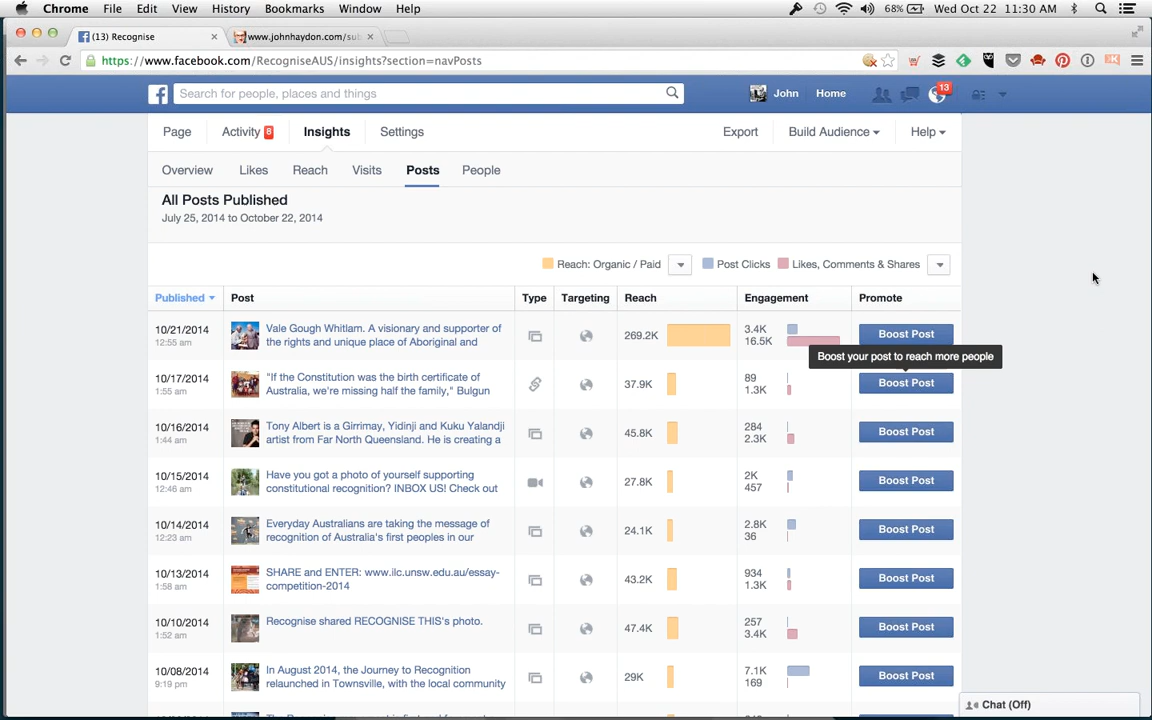 Chrome File Edit View History Bookmarks Window Help 68% Wed Oct 22 11:30 AM
(13) Recognise × www.johnhaydon.com/sub ×
https://www.facebook.com/RecogniseAUS/insights?section=navPosts
Search for people, places and things John Home 13
Page Activity 8 Insights Settings Export Build Audience Help
Overview Likes Reach Visits Posts People
All Posts Published
July 25, 2014 to October 22, 2014
Reach: Organic / Paid Post Clicks Likes, Comments & Shares
Published Post Type Targeting Reach Engagement Promote
10/21/2014 Vale Gough Whitlam. A visionary and supporter of 269.2K 3.4K Boost Post
12:55 am the rights and unique place of Aboriginal and 16.5K
Boost your post to reach more people
10/17/2014 "If the Constitution was the birth certificate of 37.9K 89 Boost Post
1:55 am Australia, we're missing half the family," Bulgun 1.3K
10/16/2014 Tony Albert is a Girrimay, Yidinji and Kuku Yalandji 45.8K 284 Boost Post
1:44 am artist from Far North Queensland. He is creating a 2.3K
10/15/2014 Have you got a photo of yourself supporting 27.8K 2K Boost Post
12:46 am constitutional recognition? INBOX US! Check out 457
10/14/2014 Everyday Australians are taking the message of 24.1K 2.8K Boost Post
12:23 am recognition of Australia's first peoples in our 36
10/13/2014 SHARE and ENTER: www.ilc.unsw.edu.au/essay- 43.2K 934 Boost Post
1:58 am competition-2014 1.3K
10/10/2014 Recognise shared RECOGNISE THIS's photo. 47.4K 257 Boost Post
1:52 am 3.4K
10/08/2014 In August 2014, the Journey to Recognition 29K 7.1K Boost Post
9:19 pm relaunched in Townsville, with the local community 169
Chat (Off)